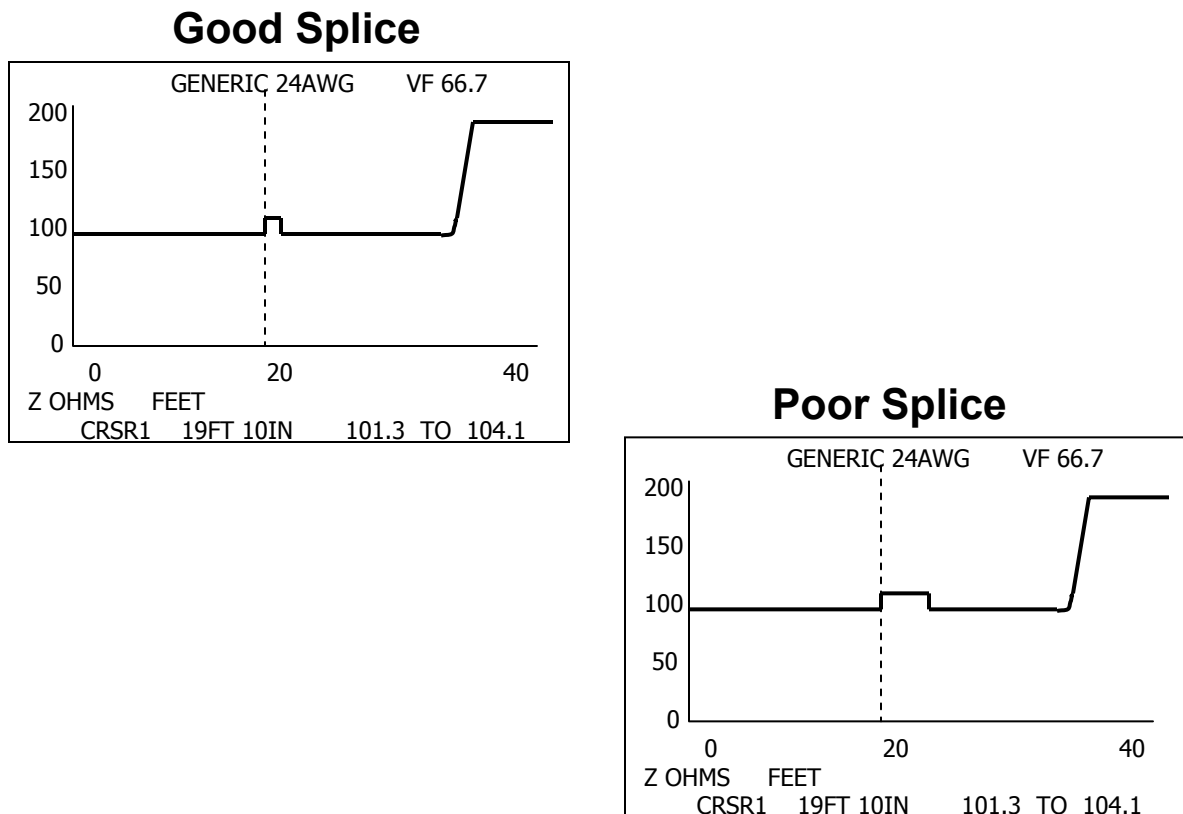 Good Splice
GENERIC 24AWG VF 66.7
200
150
100
50
0
0 20 40
Z OHMS FEET
CRSR1 19FT 10IN 101.3 TO 104.1
Poor Splice
GENERIC 24AWG VF 66.7
200
150
100
50
0
0 20 40
Z OHMS FEET
CRSR1 19FT 10IN 101.3 TO 104.1